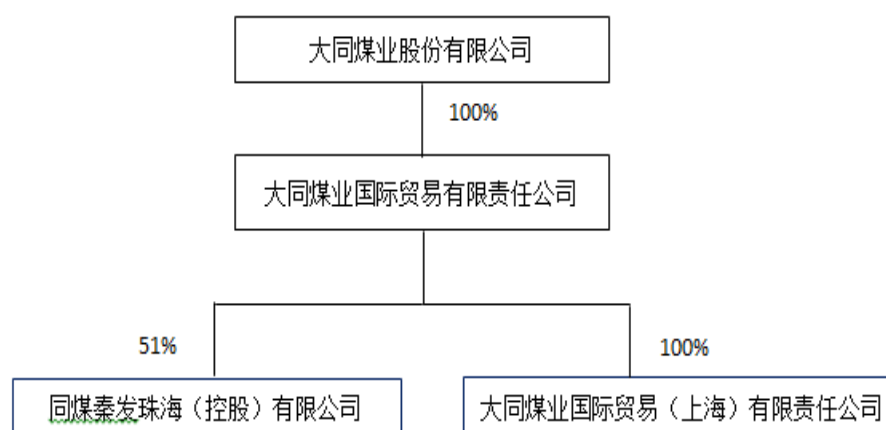 大同煤业股份有限公司
100%
大同煤业国际贸易有限责任公司
51%
100%
同煤秦发珠海（控股）有限公司
大同煤业国际贸易（上海）有限责任公司